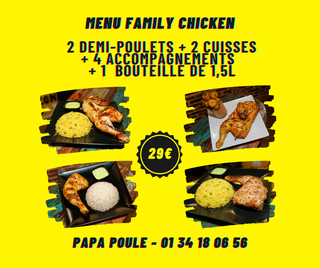 MENU FAMILY CHICKEN
2 DEMI-POULETS + 2 CUISSES
+ 4 ACCOMPAGNEMENTS
+ 1 BOUTEILLE DE 1,5L
29€
PAPA POULE - 01 34 18 06 56